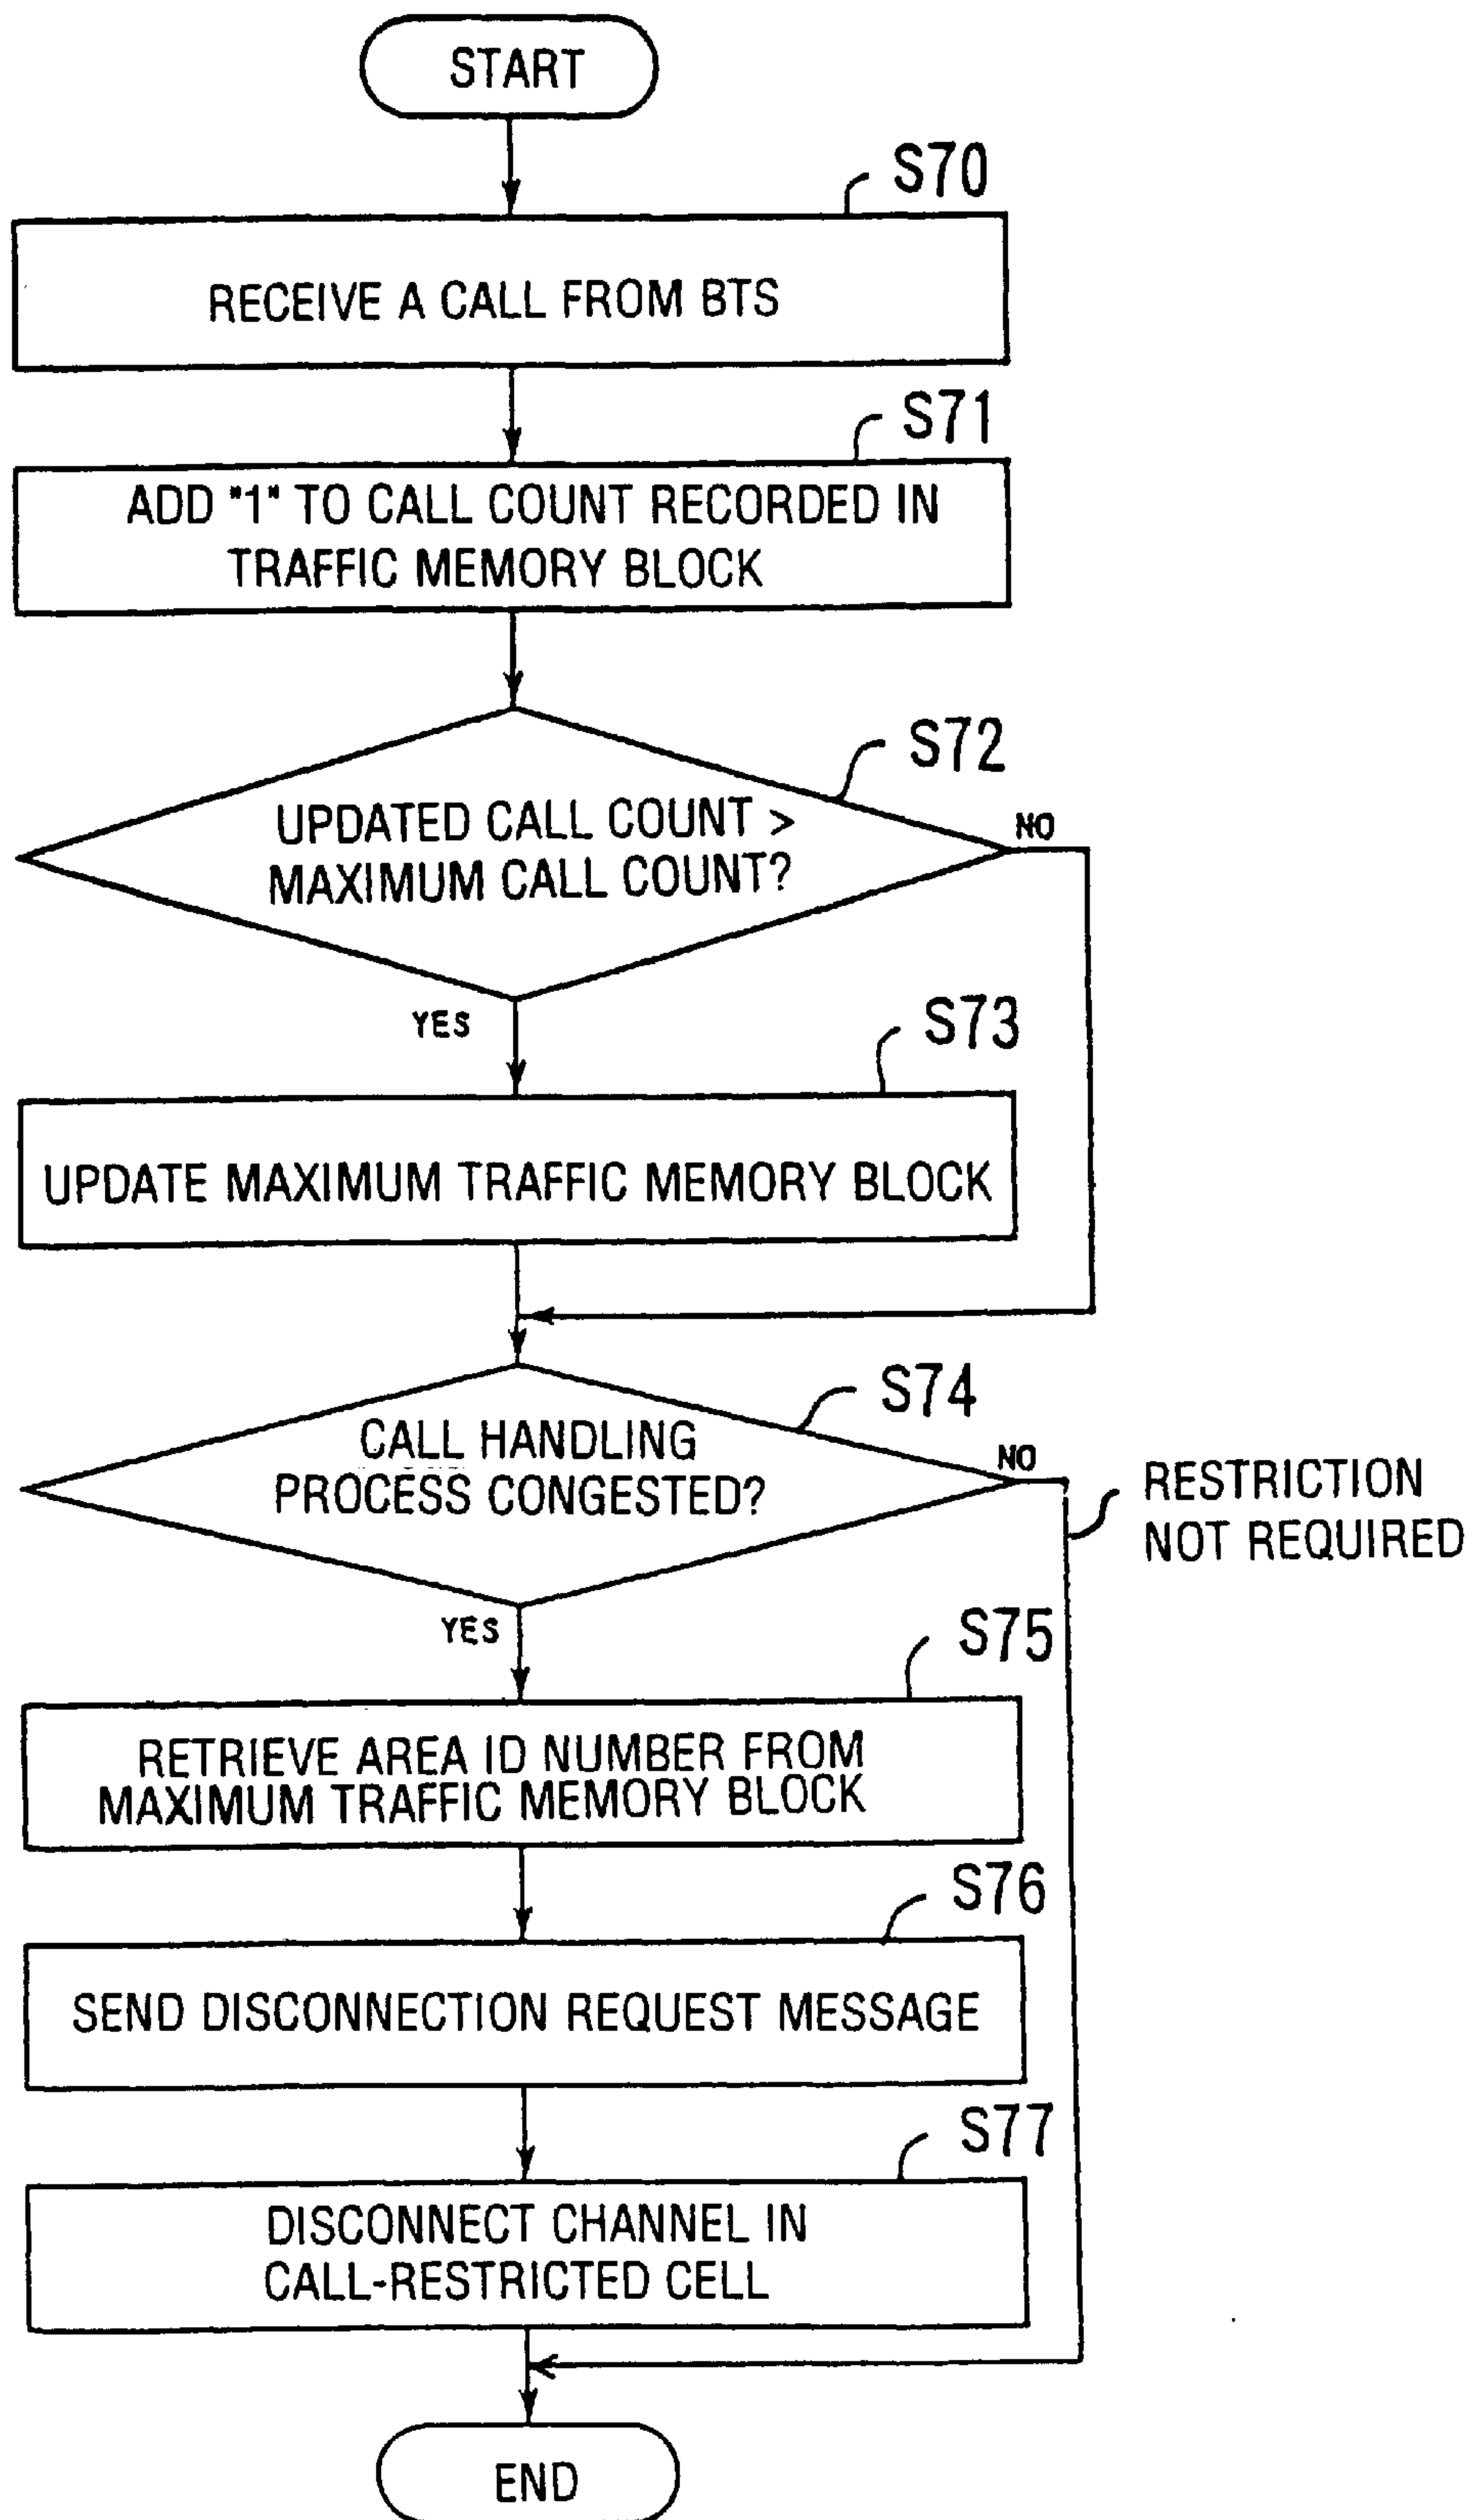 START
S70
RECEIVE A CALL FROM BTS
S71
ADD "1" TO CALL COUNT RECORDED IN
TRAFFIC MEMORY BLOCK
S72
UPDATED CALL COUNT >
MAXIMUM CALL COUNT?
NO
YES
S73
UPDATE MAXIMUM TRAFFIC MEMORY BLOCK
S74
CALL HANDLING
PROCESS CONGESTED?
NO
RESTRICTION
NOT REQUIRED
YES
S75
RETRIEVE AREA ID NUMBER FROM
MAXIMUM TRAFFIC MEMORY BLOCK
S76
SEND DISCONNECTION REQUEST MESSAGE
S77
DISCONNECT CHANNEL IN
CALL-RESTRICTED CELL
END